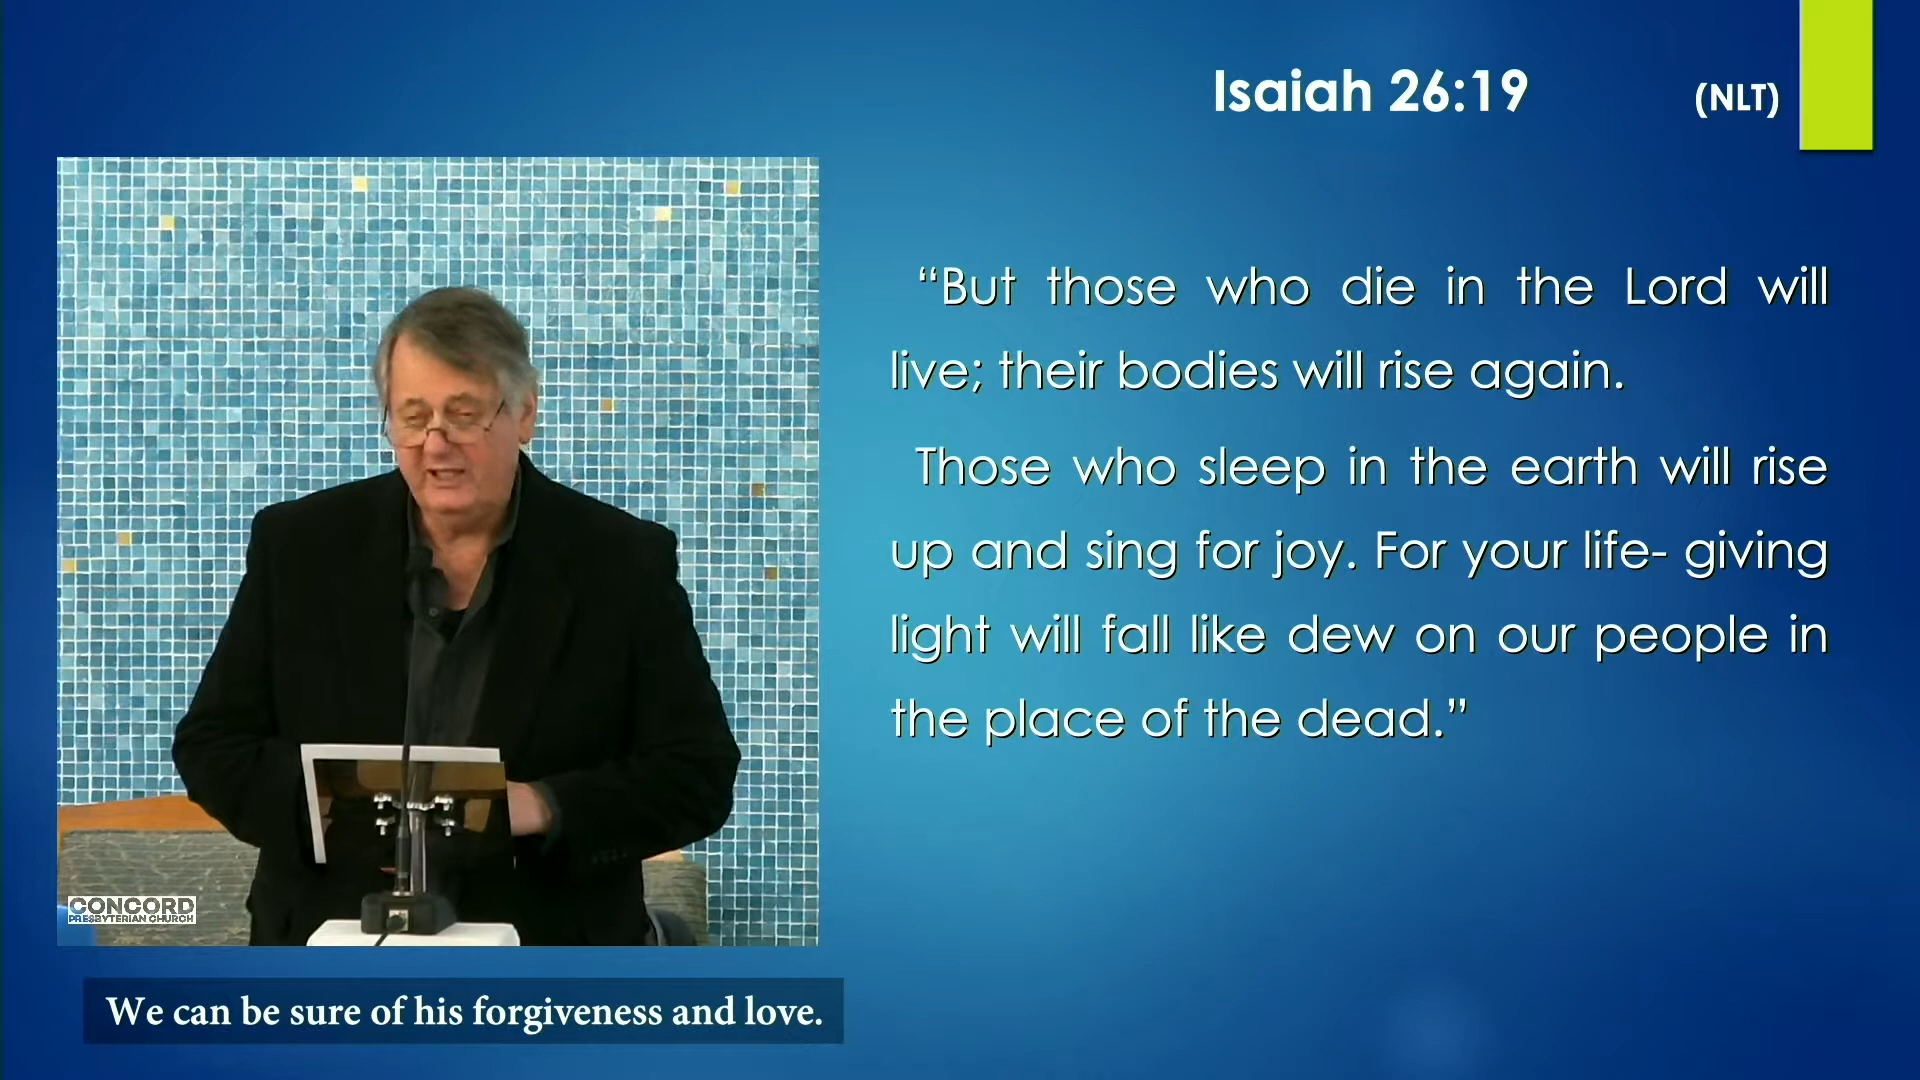 Isaiah 26:19 (NLT)
“But those who die in the Lord will
live; their bodies will rise again.
Those who sleep in the earth will rise
up and sing for joy. For your life- giving
light will fall like dew on our people in
the place of the dead.”
CONCORD
PRESBYTERIAN CHURCH
We can be sure of his forgiveness and love.